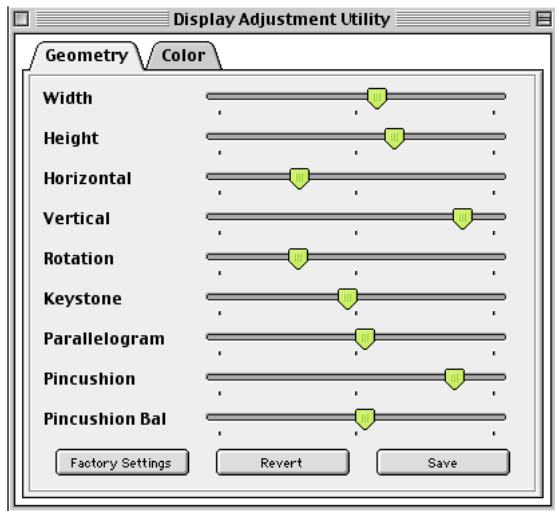 Display Adjustment Utility
Geometry Color
Width
Height
Horizontal
Vertical
Rotation
Keystone
Parallelogram
Pincushion
Pincushion Bal
Factory Settings Revert Save